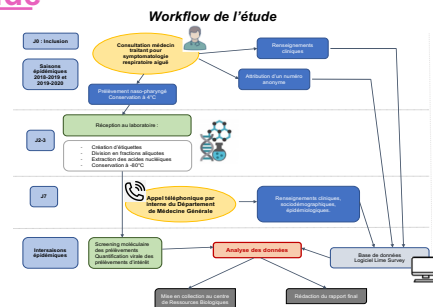 Workflow de l'étude
J0 : Inclusion
Consultation médecin
traitant pour
symptomatologie
respiratoire aiguë
Renseignements
cliniques
Saisons
épidémiques
2018-2019 et
2019-2020
Prélèvement naso-pharyngé
Conservation à 4°C
Attribution d'un numéro
anonyme
Réception au laboratoire :
J2-3
- Création d'étiquettes
- Division en fractions aliquotes
- Extraction des acides nucléiques
- Conservation à -80°C
J7
Appel téléphonique par
interne du Département
de Médecine Générale
Renseignements cliniques,
sociodémographiques,
épidémiologiques.
Intersaisons
épidémiques
Screening moléculaire
des prélèvements
Quantification virale des
prélèvements d'intérêt
Analyse des données
Base de données
Logiciel Lime Survey
Mise en collection au centre
de Ressources Biologiques
Rédaction du rapport final